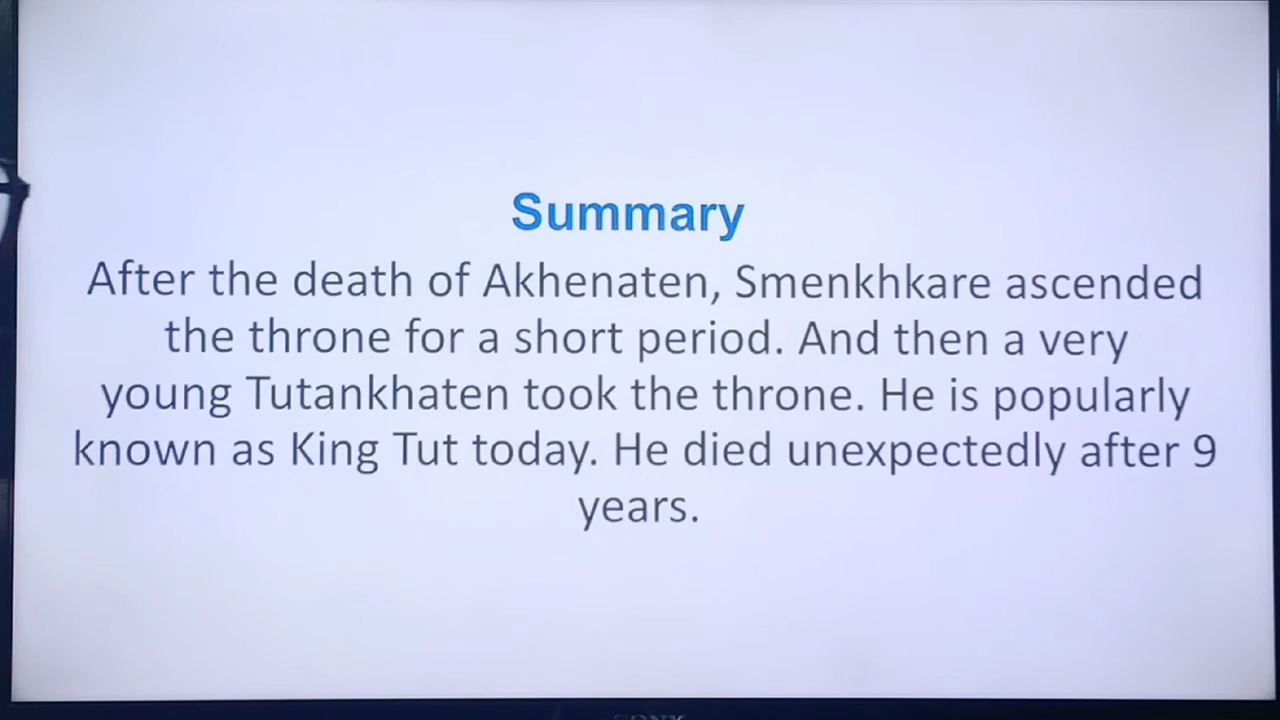 Summary
After the death of Akhenaten, Smenkhkare ascended
the throne for a short period. And then a very
young Tutankhaten took the throne. He is popularly
known as King Tut today. He died unexpectedly after 9
years.